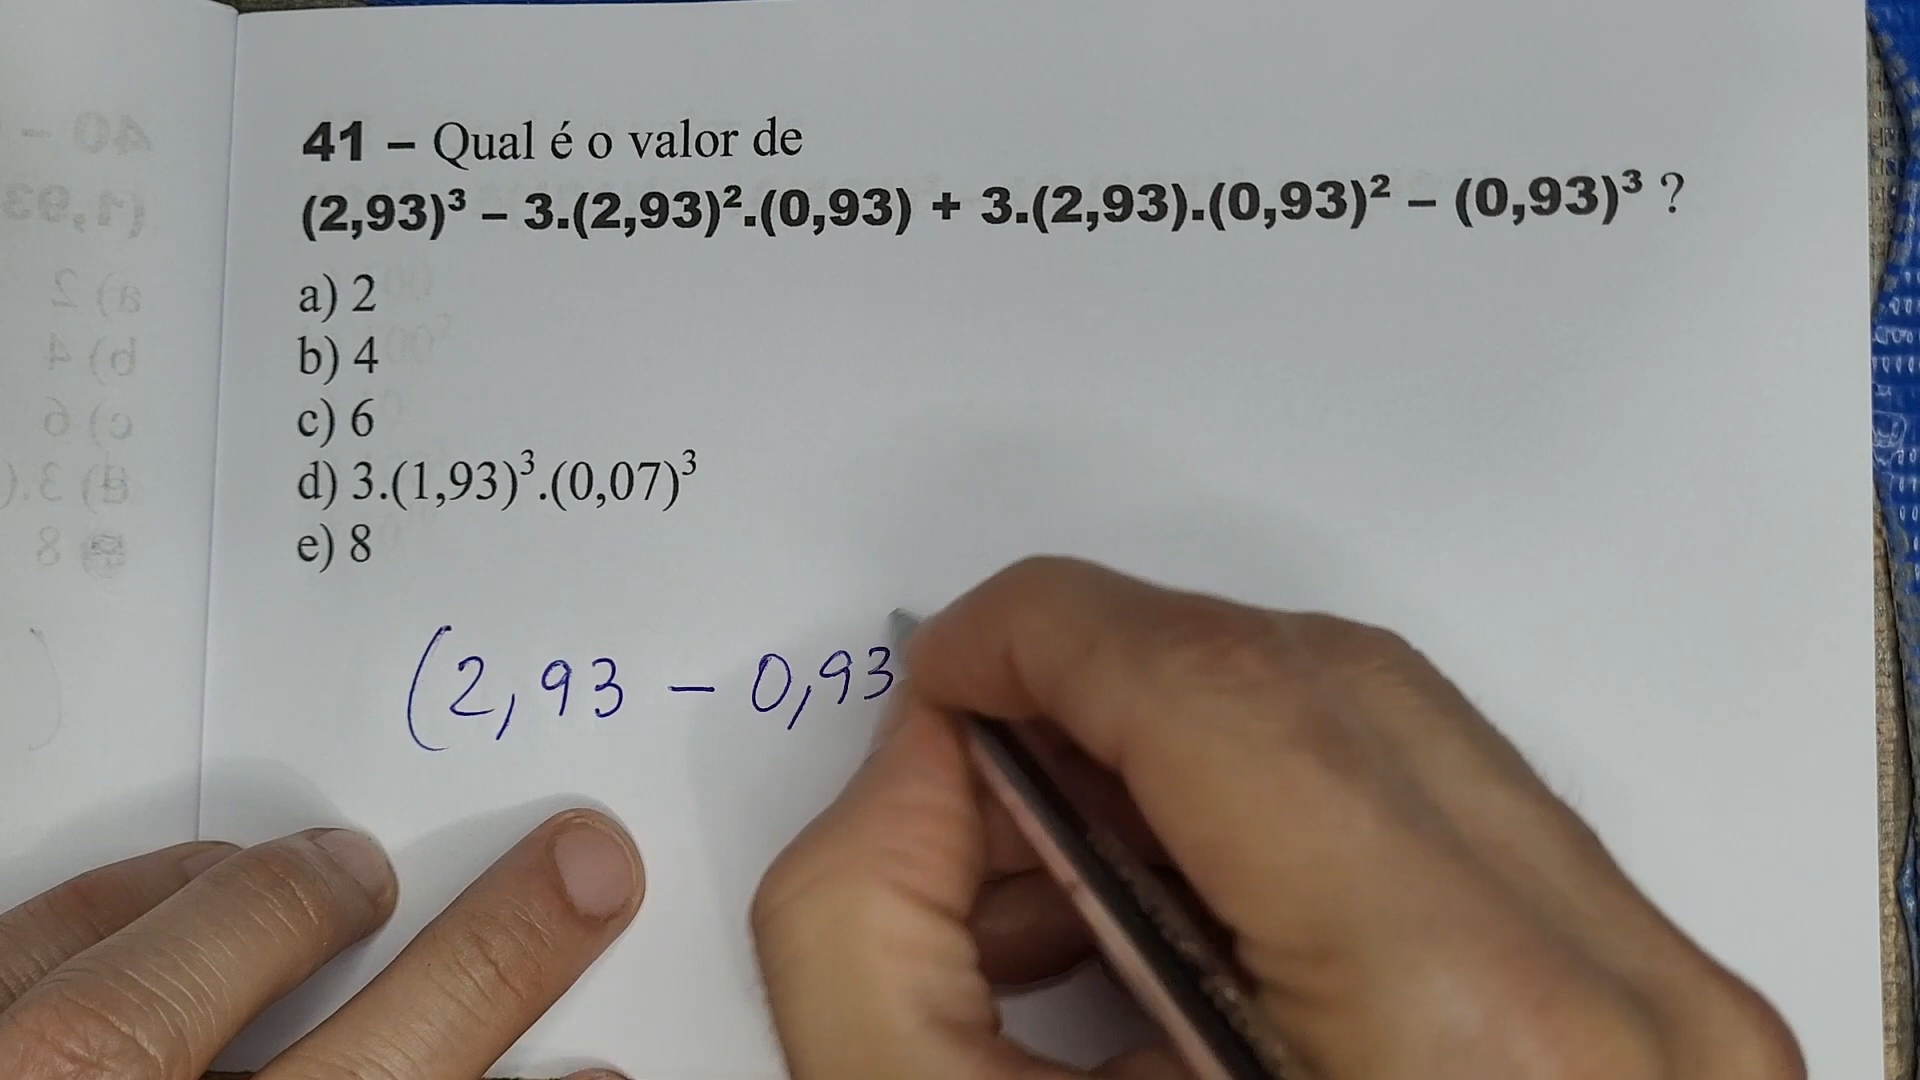 41 – Qual é o valor de
(2,93)³ – 3.(2,93)².(0,93) + 3.(2,93).(0,93)² – (0,93)³ ?
a) 2
b) 4
c) 6
d) 3.(1,93)³.(0,07)³
e) 8
(2,93 – 0,93